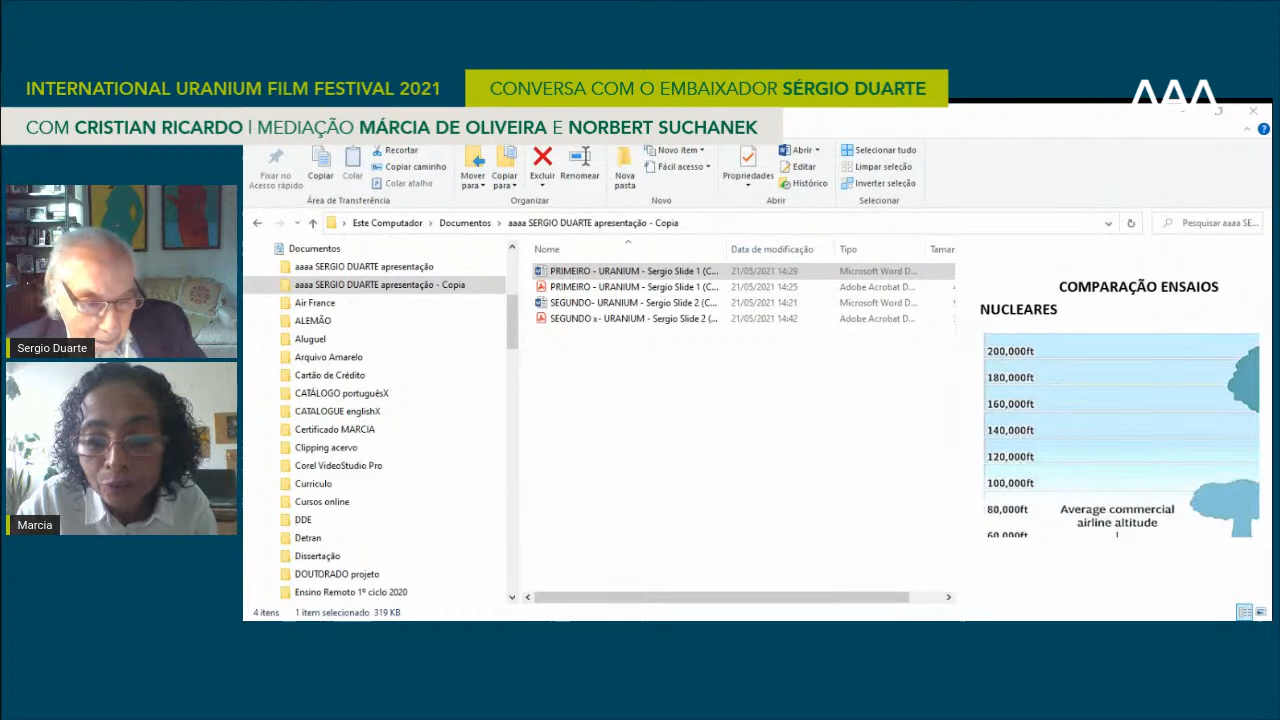 INTERNATIONAL URANIUM FILM FESTIVAL 2021
CONVERSA COM O EMBAIXADOR SÉRGIO DUARTE
COM CRISTIAN RICARDO | MEDIAÇÃO MÁRCIA DE OLIVEIRA E NORBERT SUCHANEK
Fixar no Acesso rápido
Copiar
Colar
Recortar
Copiar caminho
Colar atalho
Área de Transferência
Mover para
Copiar para
Excluir
Renomear
Organizar
Nova pasta
Novo item
Fácil acesso
Novo
Propriedades
Abrir
Editar
Histórico
Abrir
Selecionar tudo
Limpar seleção
Inverter seleção
Selecionar
Este Computador > Documentos > aaaa SERGIO DUARTE apresentação - Copia
Pesquisar aaaa SE...
Documentos
aaaa SERGIO DUARTE apresentação
aaaa SERGIO DUARTE apresentação - Copia
Air France
ALEMÃO
Aluguel
Arquivo Amarelo
Cartão de Crédito
CATÁLOGO portuguêsX
CATALOGUE englishX
Certificado MARCIA
Clipping acervo
Corel VideoStudio Pro
Curriculo
Cursos online
DDE
Detran
Dissertação
DOUTORADO projeto
Ensino Remoto 1º ciclo 2020
Nome Data de modificação Tipo Tamar
PRIMEIRO - URANIUM - Sergio Slide 1 (C... 21/05/2021 14:29 Microsoft Word D...
PRIMEIRO - URANIUM - Sergio Slide 1 (C... 21/05/2021 14:25 Adobe Acrobat D...
SEGUNDO- URANIUM - Sergio Slide 2 (C... 21/05/2021 14:21 Microsoft Word D...
SEGUNDO x- URANIUM - Sergio Slide 2 (... 21/05/2021 14:42 Adobe Acrobat D...
4 itens 1 item selecionado 319 KB
COMPARAÇÃO ENSAIOS
NUCLEARES
200,000ft
180,000ft
160,000ft
140,000ft
120,000ft
100,000ft
80,000ft
60,000ft
Average commercial
airline altitude
Sergio Duarte
Marcia